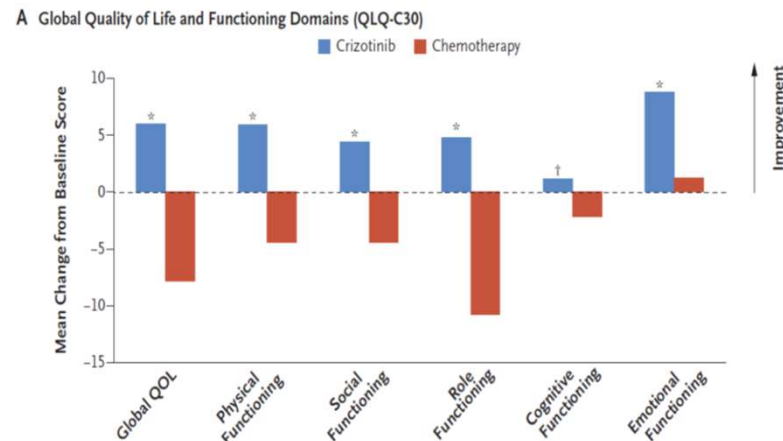 A Global Quality of Life and Functioning Domains (QLQ-C30)
Crizotinib Chemotherapy
Mean Change from Baseline Score
10
5
0
−5
−10
−15
*
*
*
*
†
*
Improvement
Global QOL
Physical
Functioning
Social
Functioning
Role
Functioning
Cognitive
Functioning
Emotional
Functioning